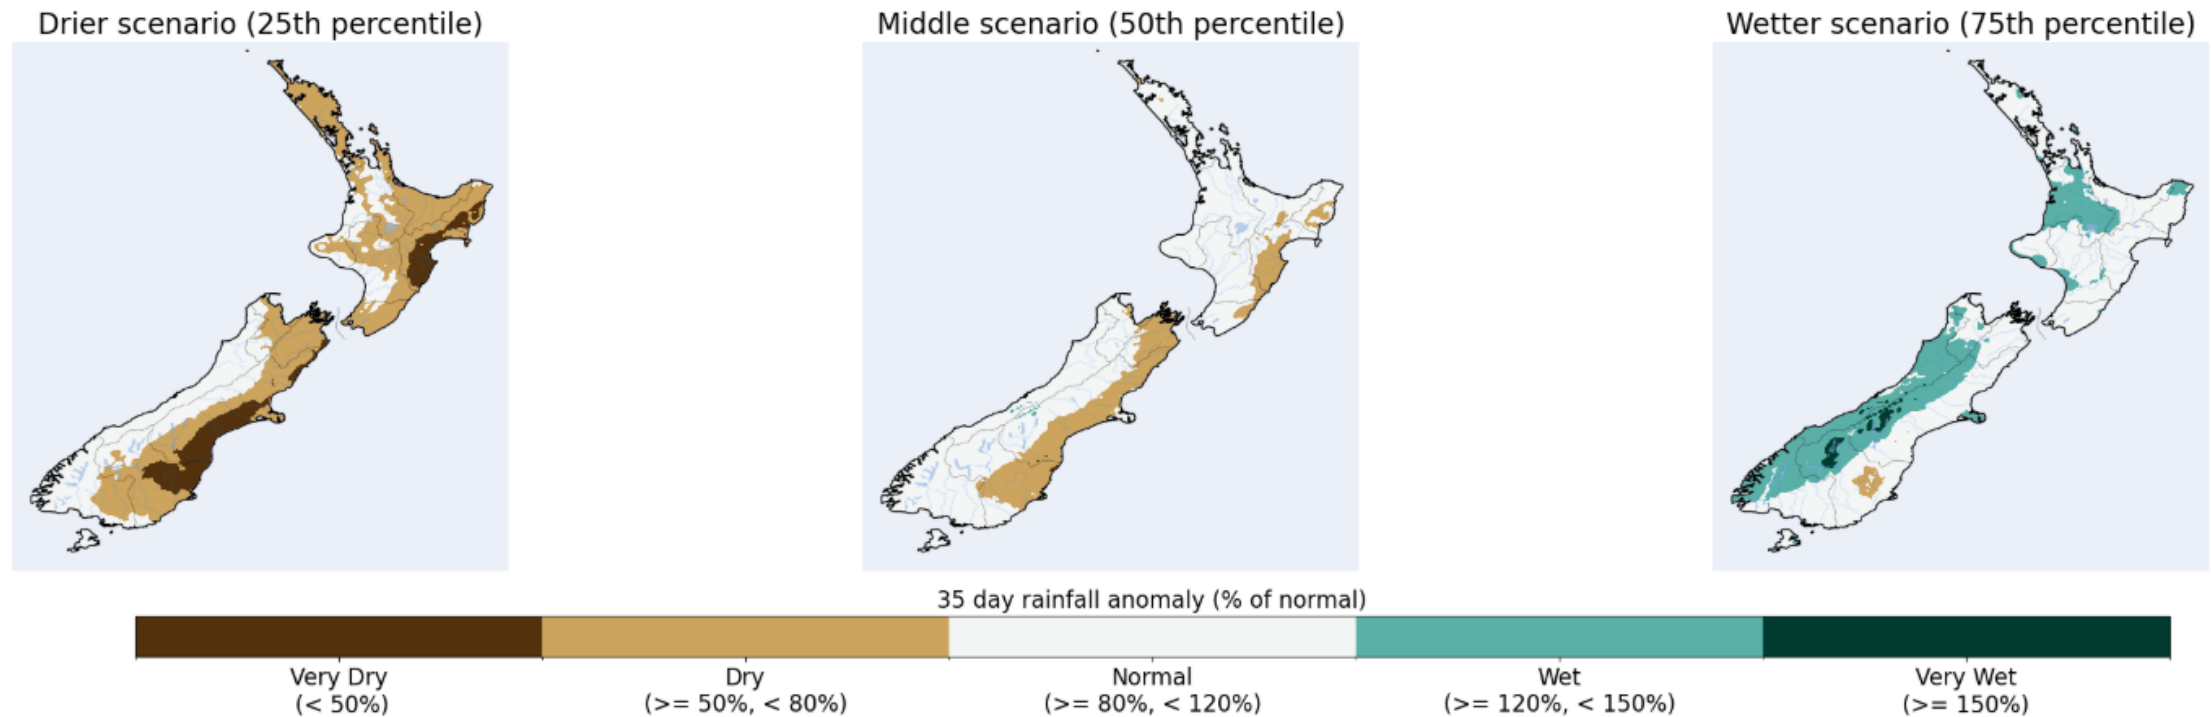 Drier scenario (25th percentile)
Middle scenario (50th percentile)
Wetter scenario (75th percentile)
35 day rainfall anomaly (% of normal)
Very Dry
(< 50%)
Dry
(>= 50%, < 80%)
Normal
(>= 80%, < 120%)
Wet
(>= 120%, < 150%)
Very Wet
(>= 150%)